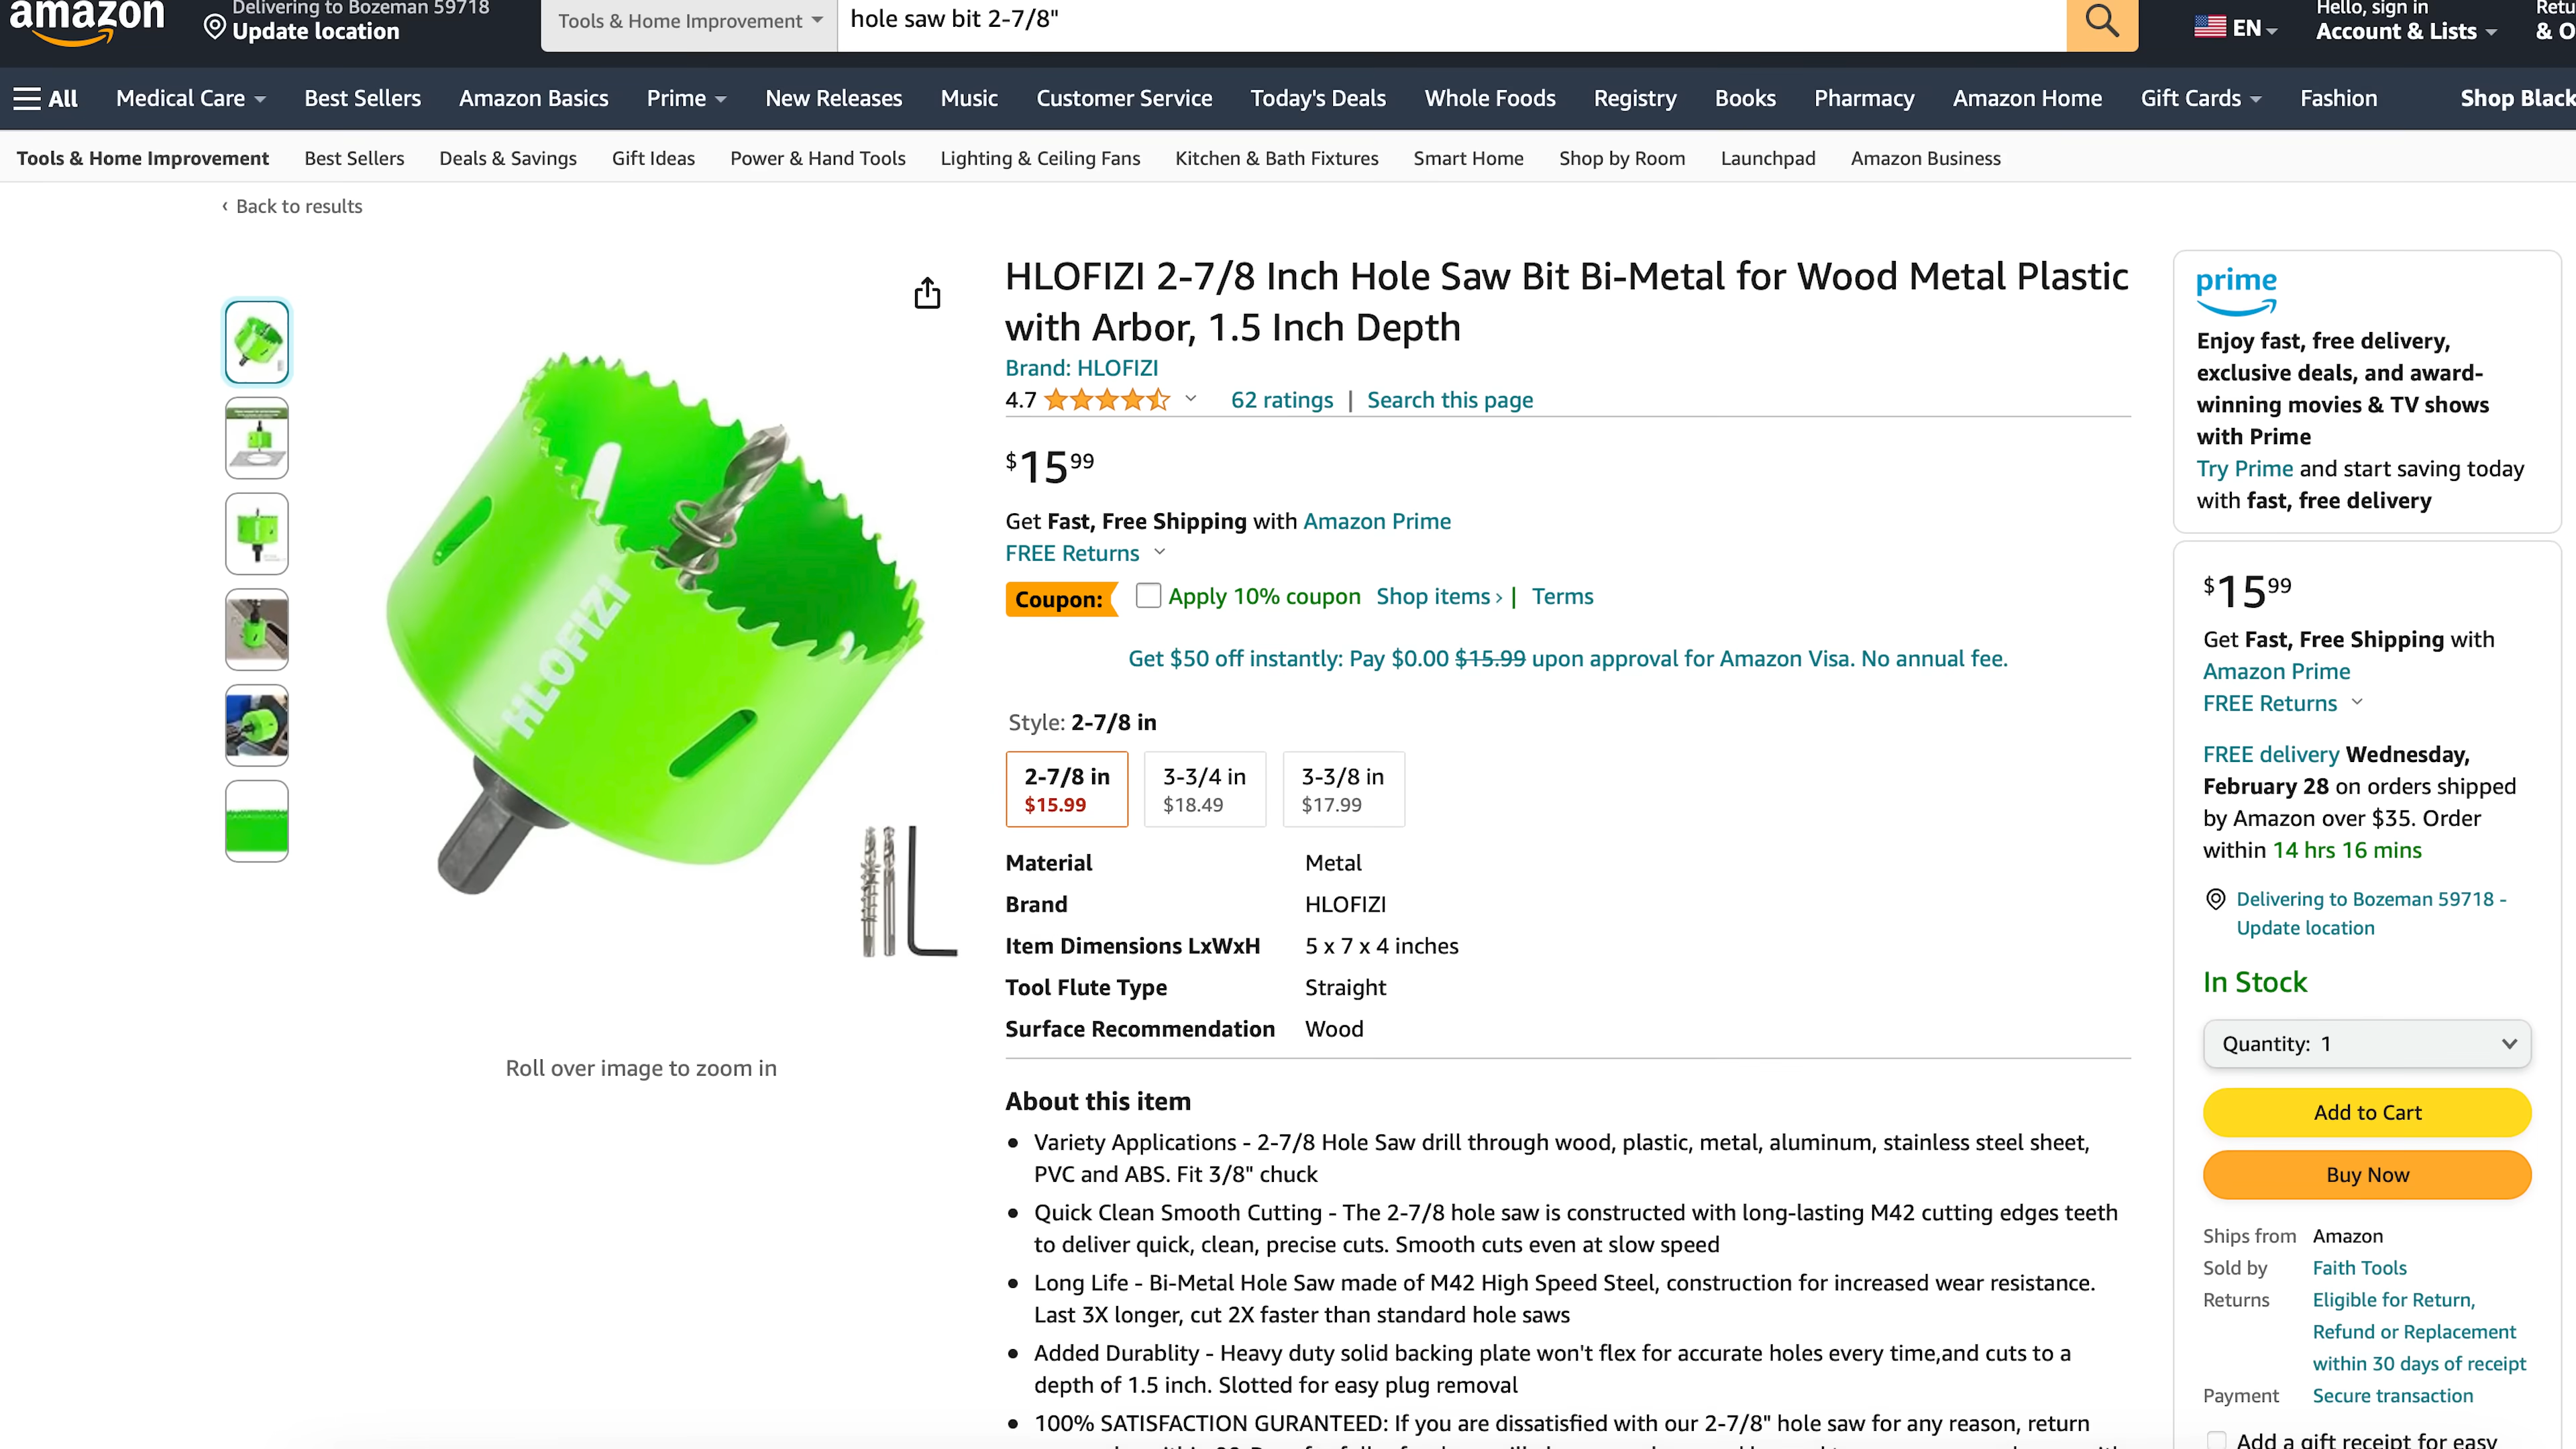 amazon
Delivering to Bozeman 59718
Update location
Tools & Home Improvement
hole saw bit 2-7/8"
EN
Hello, sign in
Account & Lists
& O
All
Medical Care
Best Sellers
Amazon Basics
Prime
New Releases
Music
Customer Service
Today's Deals
Whole Foods
Registry
Books
Pharmacy
Amazon Home
Gift Cards
Fashion
Shop Black
Tools & Home Improvement
Best Sellers
Deals & Savings
Gift Ideas
Power & Hand Tools
Lighting & Ceiling Fans
Kitchen & Bath Fixtures
Smart Home
Shop by Room
Launchpad
Amazon Business
‹ Back to results
HLOFIZI
Roll over image to zoom in
HLOFIZI 2-7/8 Inch Hole Saw Bit Bi-Metal for Wood Metal Plastic
with Arbor, 1.5 Inch Depth
Brand: HLOFIZI
4.7
62 ratings | Search this page
$15 99
Get Fast, Free Shipping with Amazon Prime
FREE Returns
Coupon: Apply 10% coupon Shop items › | Terms
Get $50 off instantly: Pay $0.00 $15.99 upon approval for Amazon Visa. No annual fee.
Style: 2-7/8 in
2-7/8 in
$15.99
3-3/4 in
$18.49
3-3/8 in
$17.99
Material Metal
Brand HLOFIZI
Item Dimensions LxWxH 5 x 7 x 4 inches
Tool Flute Type Straight
Surface Recommendation Wood
About this item
• Variety Applications - 2-7/8 Hole Saw drill through wood, plastic, metal, aluminum, stainless steel sheet,
PVC and ABS. Fit 3/8" chuck
• Quick Clean Smooth Cutting - The 2-7/8 hole saw is constructed with long-lasting M42 cutting edges teeth
to deliver quick, clean, precise cuts. Smooth cuts even at slow speed
• Long Life - Bi-Metal Hole Saw made of M42 High Speed Steel, construction for increased wear resistance.
Last 3X longer, cut 2X faster than standard hole saws
• Added Durablity - Heavy duty solid backing plate won't flex for accurate holes every time,and cuts to a
depth of 1.5 inch. Slotted for easy plug removal
• 100% SATISFACTION GURANTEED: If you are dissatisfied with our 2-7/8" hole saw for any reason, return
prime
Enjoy fast, free delivery,
exclusive deals, and award-
winning movies & TV shows
with Prime
Try Prime and start saving today
with fast, free delivery
$15 99
Get Fast, Free Shipping with
Amazon Prime
FREE Returns
FREE delivery Wednesday,
February 28 on orders shipped
by Amazon over $35. Order
within 14 hrs 16 mins
Delivering to Bozeman 59718 -
Update location
In Stock
Quantity: 1
Add to Cart
Buy Now
Ships from Amazon
Sold by Faith Tools
Returns Eligible for Return,
Refund or Replacement
within 30 days of receipt
Payment Secure transaction
Add a gift receipt for easy